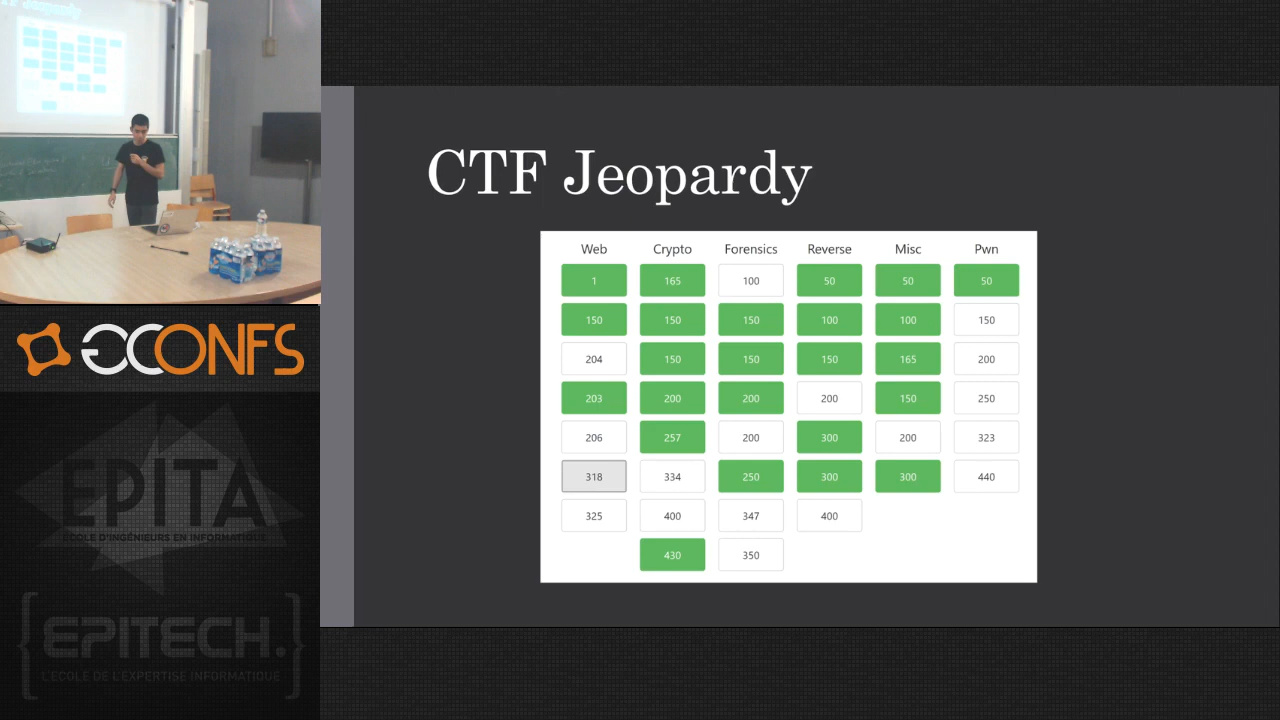 CTF Jeopardy
Web Crypto Forensics Reverse Misc Pwn
1 165 100 50 50 50
150 150 150 100 100 150
204 150 150 150 165 200
203 200 200 200 150 250
206 257 200 300 200 323
318 334 250 300 300 440
325 400 347 400
430 350
CONFS
EPITA
ÉCOLE D'INGÉNIEURS EN INFORMATIQUE
{EPITECH.}
L'ECOLE DE L'EXPERTISE INFORMATIQUE